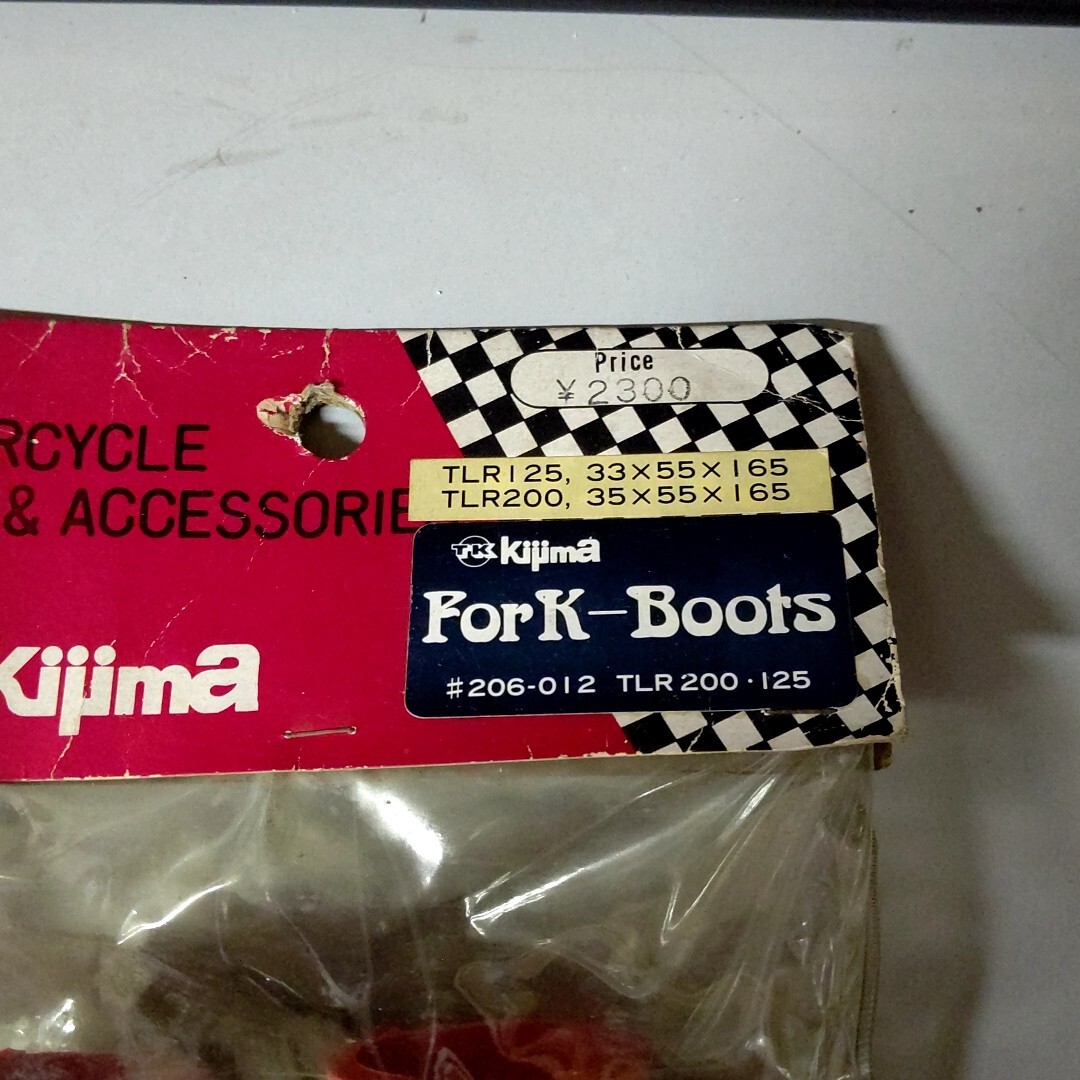 Price
¥2300
RCYCLE
& ACCESSORIE
TLR125, 33×55×165
TLR200, 35×55×165
TK kijima
ForK-Boots
#206-012 TLR200・125
Kijima